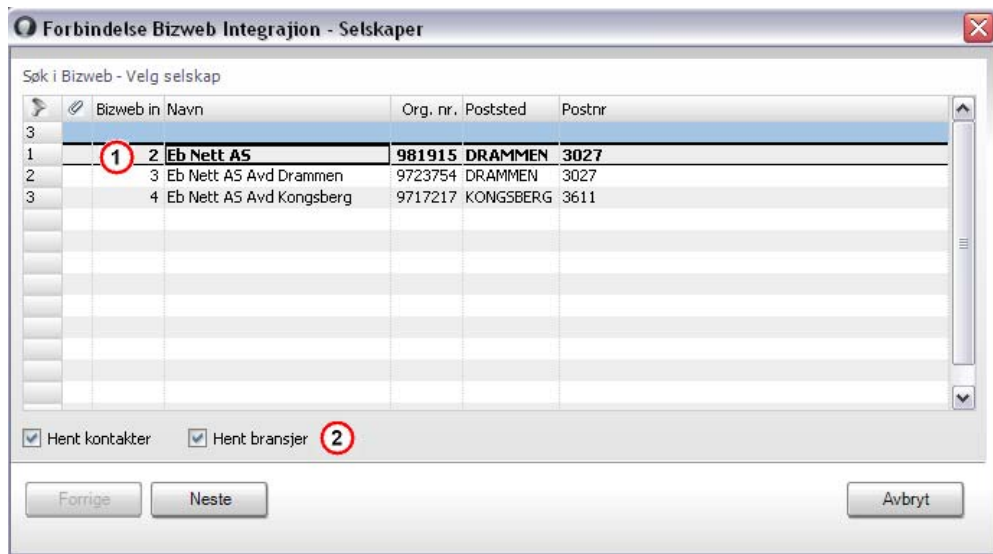 Forbindelse Bizweb Integrajion - Selskaper
Søk i Bizweb - Velg selskap
Bizweb in Navn Org. nr. Poststed Postnr
3
1 1 2 Eb Nett AS 981915 DRAMMEN 3027
2 3 Eb Nett AS Avd Drammen 9723754 DRAMMEN 3027
3 4 Eb Nett AS Avd Kongsberg 9717217 KONGSBERG 3611
Hent kontakter Hent bransjer 2
Forrige Neste Avbryt